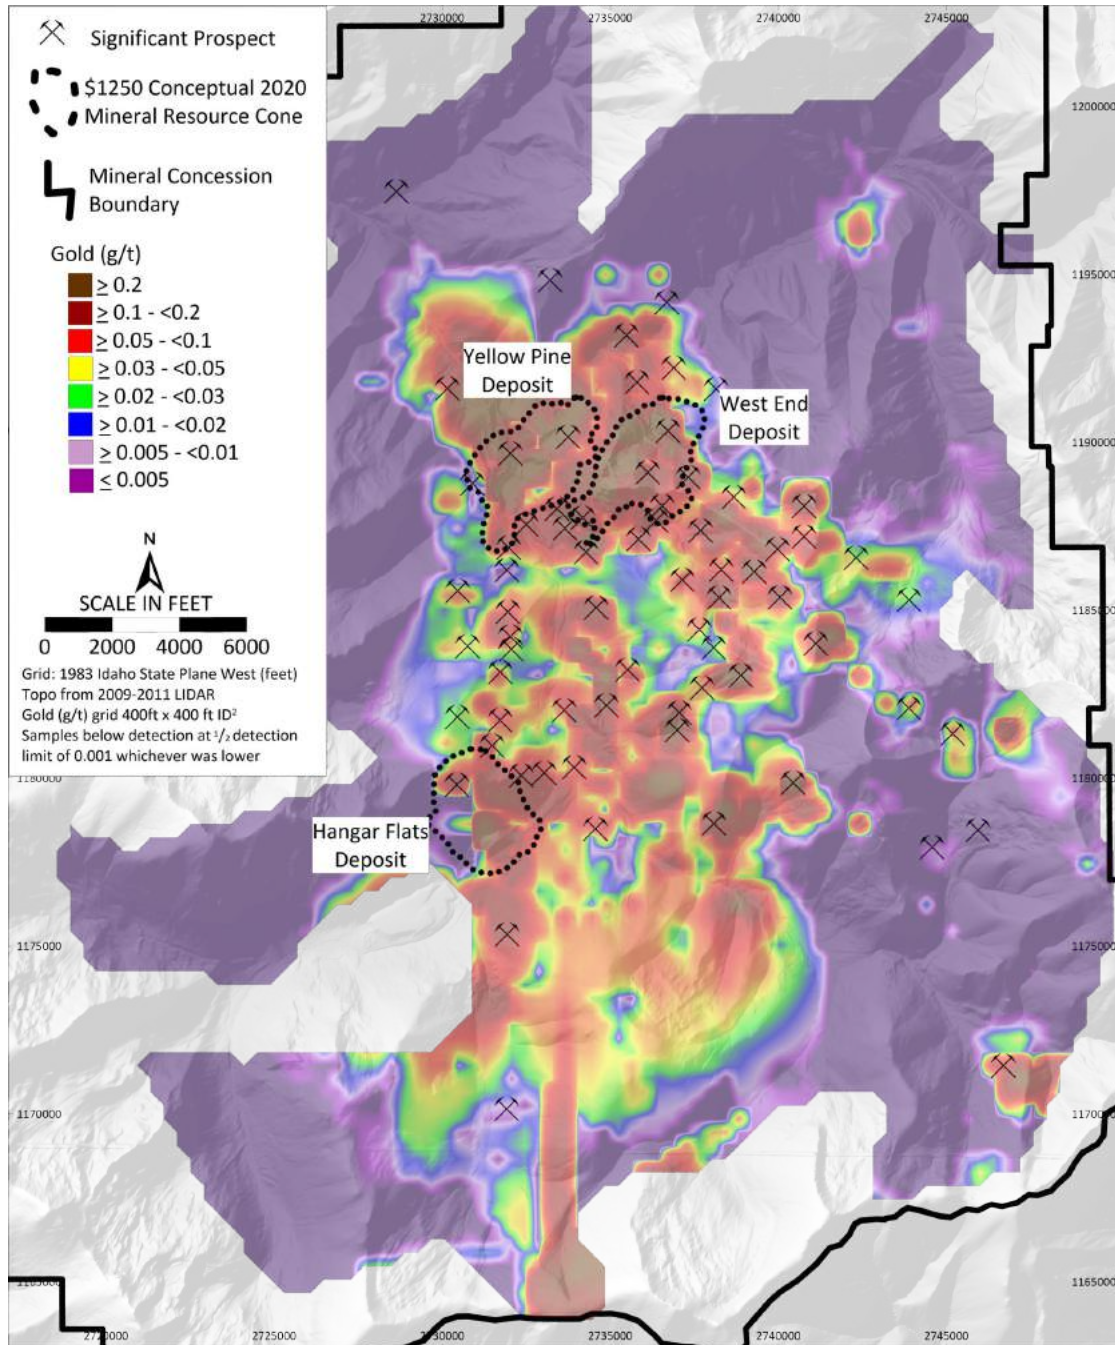 2730000 2735000 2740000 2745000
Significant Prospect
$1250 Conceptual 2020
Mineral Resource Cone
Mineral Concession
Boundary
Gold (g/t)
≥ 0.2
≥ 0.1 - <0.2
≥ 0.05 - <0.1
≥ 0.03 - <0.05
≥ 0.02 - <0.03
≥ 0.01 - <0.02
≥ 0.005 - <0.01
≤ 0.005
N
SCALE IN FEET
0 2000 4000 6000
Grid: 1983 Idaho State Plane West (feet)
Topo from 2009-2011 LIDAR
Gold (g/t) grid 400ft x 400 ft ID²
Samples below detection at ½ detection
limit of 0.001 whichever was lower
1200000
1195000
Yellow Pine
Deposit
West End
Deposit
1190000
1185000
1180000 1180000
Hangar Flats
Deposit
1175000 1175000
1170000 1170000
1165000
2720000 2725000 2730000 2735000 2740000 2745000